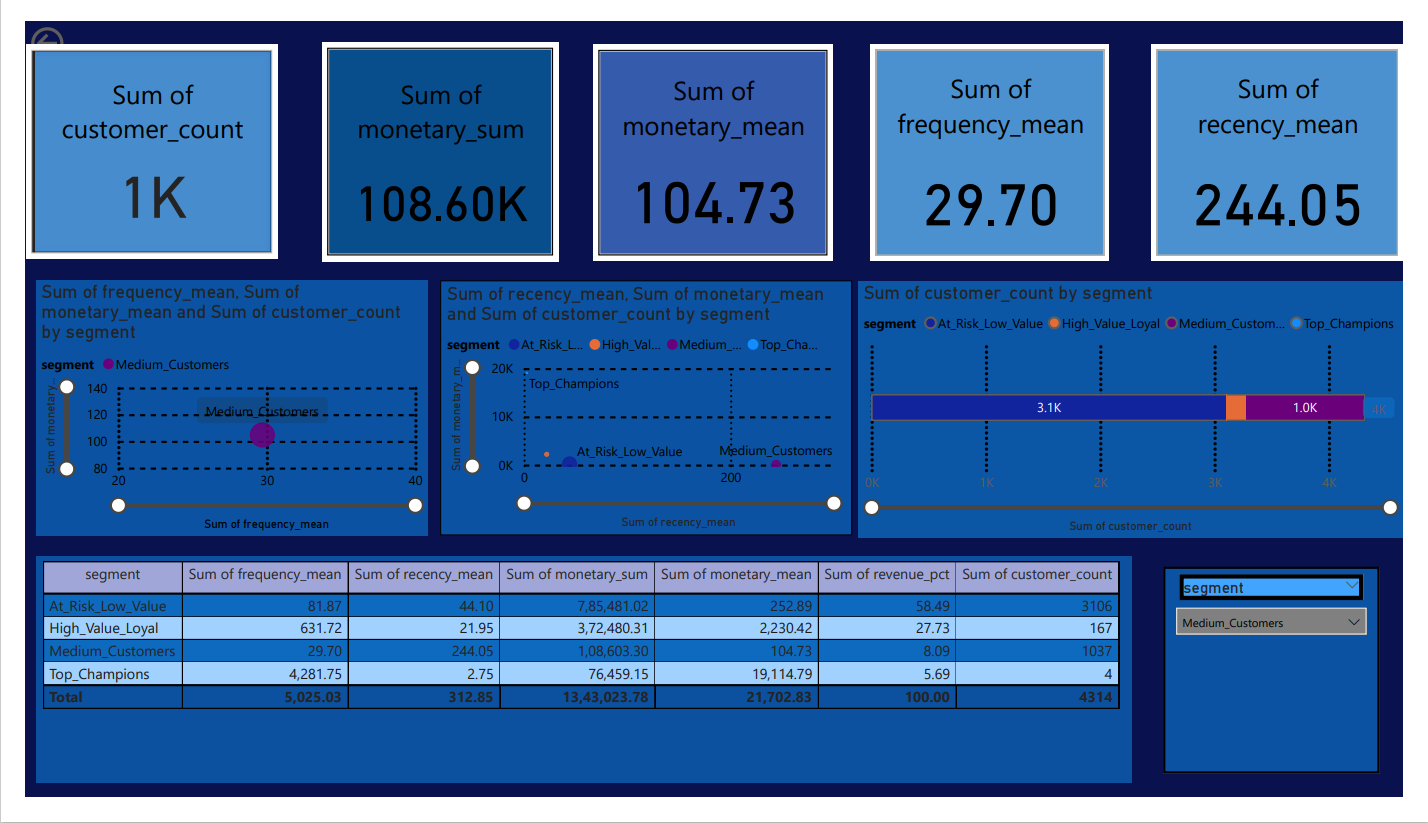 Sum of
customer_count
1K
Sum of
monetary_sum
108.60K
Sum of
monetary_mean
104.73
Sum of
frequency_mean
29.70
Sum of
recency_mean
244.05
Sum of frequency_mean, Sum of
monetary_mean and Sum of customer_count
by segment
segment Medium_Customers
Sum of monetary_...
140
120
100
80
Medium_Customers
20 30 40
Sum of frequency_mean
Sum of recency_mean, Sum of monetary_mean
and Sum of customer_count by segment
segment At_Risk_L... High_Val... Medium_... Top_Cha...
Sum of monetary_m...
20K
10K
0K
Top_Champions
At_Risk_Low_Value
Medium_Customers
0 200
Sum of recency_mean
Sum of customer_count by segment
segment At_Risk_Low_Value High_Value_Loyal Medium_Custom... Top_Champions
3.1K 1.0K 4K
0K 1K 2K 3K 4K
Sum of customer_count
segment Sum of frequency_mean Sum of recency_mean Sum of monetary_sum Sum of monetary_mean Sum of revenue_pct Sum of customer_count
At_Risk_Low_Value 81.87 44.10 7,85,481.02 252.89 58.49 3106
High_Value_Loyal 631.72 21.95 3,72,480.31 2,230.42 27.73 167
Medium_Customers 29.70 244.05 1,08,603.30 104.73 8.09 1037
Top_Champions 4,281.75 2.75 76,459.15 19,114.79 5.69 4
Total 5,025.03 312.85 13,43,023.78 21,702.83 100.00 4314
segment
Medium_Customers